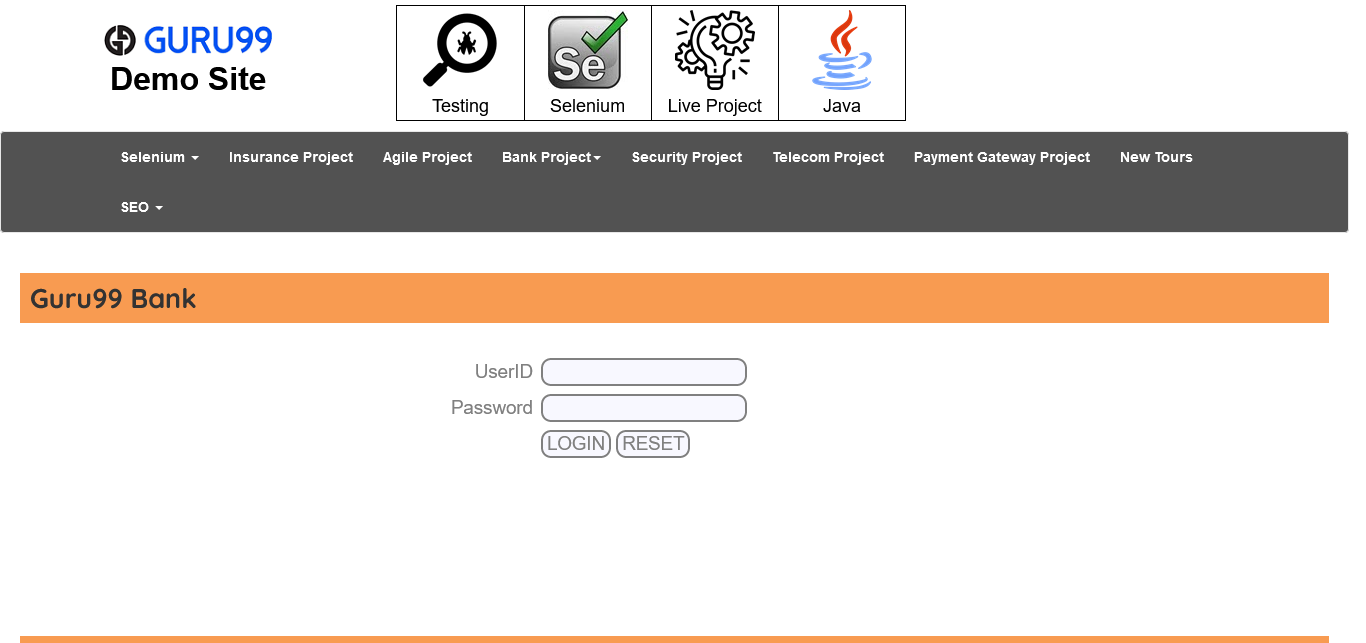 GURU99
Demo Site
Se
Testing Selenium Live Project Java
Selenium Insurance Project Agile Project Bank Project Security Project Telecom Project Payment Gateway Project New Tours
SEO
Guru99 Bank
UserID
Password
LOGIN RESET